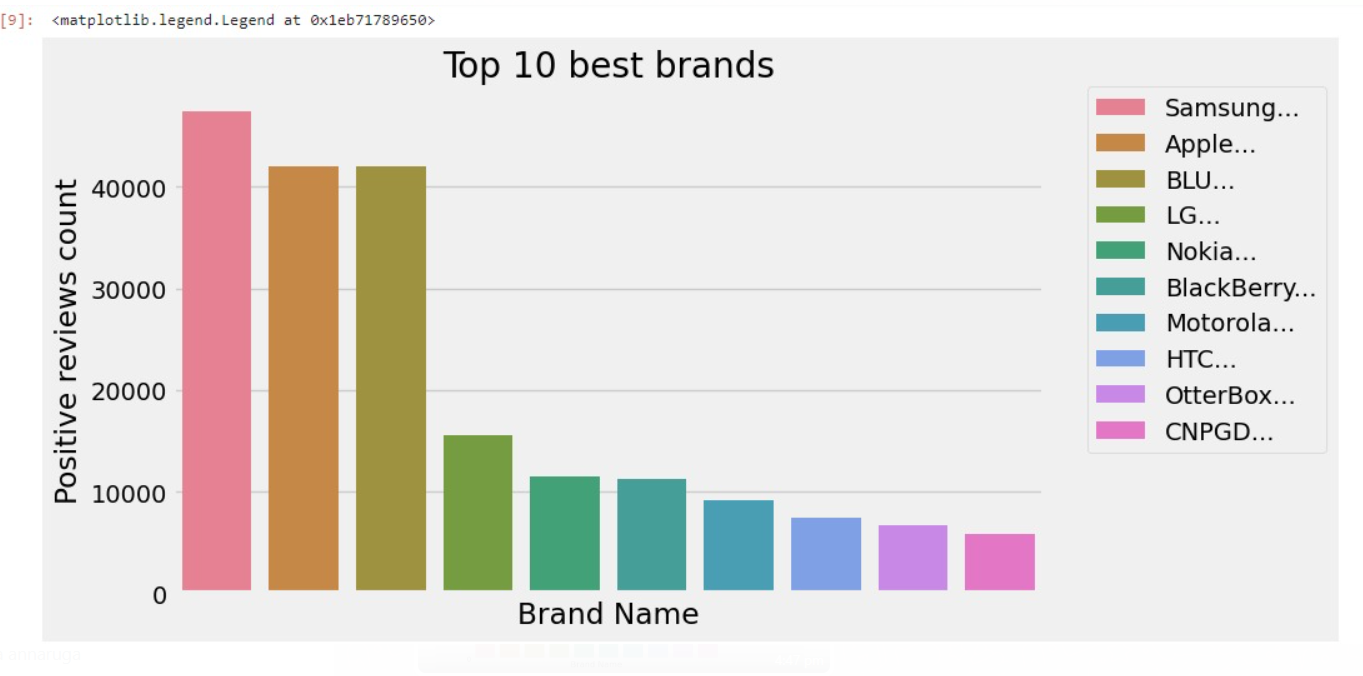 [9]: <matplotlib.legend.Legend at 0x1eb71789650>
Top 10 best brands
Positive reviews count
40000
30000
20000
10000
0
Brand Name
Samsung...
Apple...
BLU...
LG...
Nokia...
BlackBerry...
Motorola...
HTC...
OtterBox...
CNPGD...